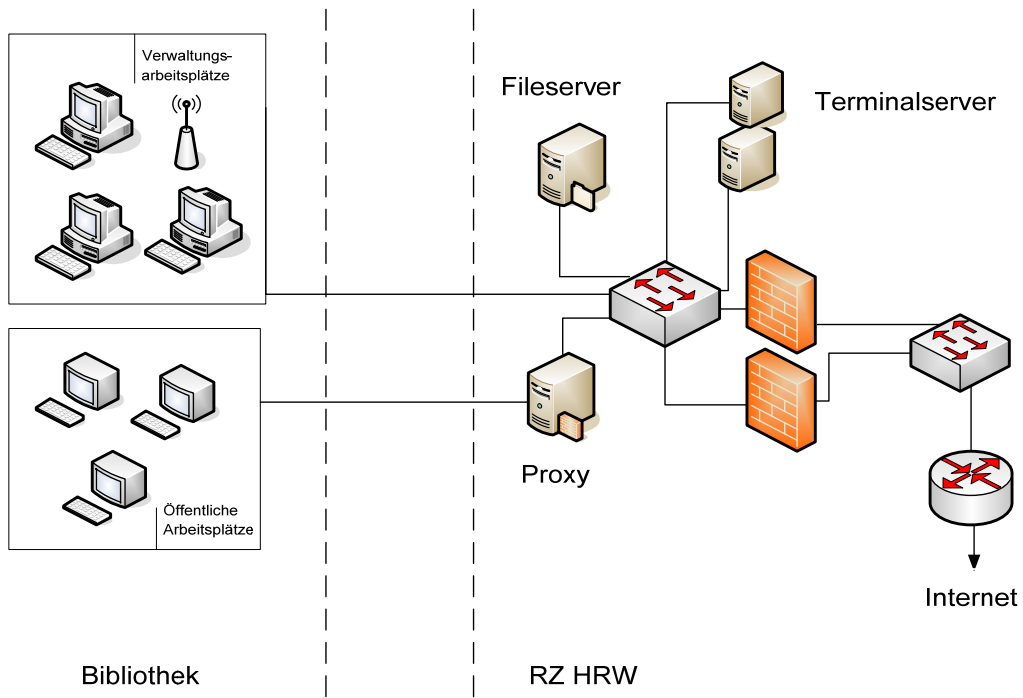 Verwaltungs-
arbeitsplätze
Fileserver
Terminalserver
Proxy
Öffentliche
Arbeitsplätze
Internet
Bibliothek
RZ HRW